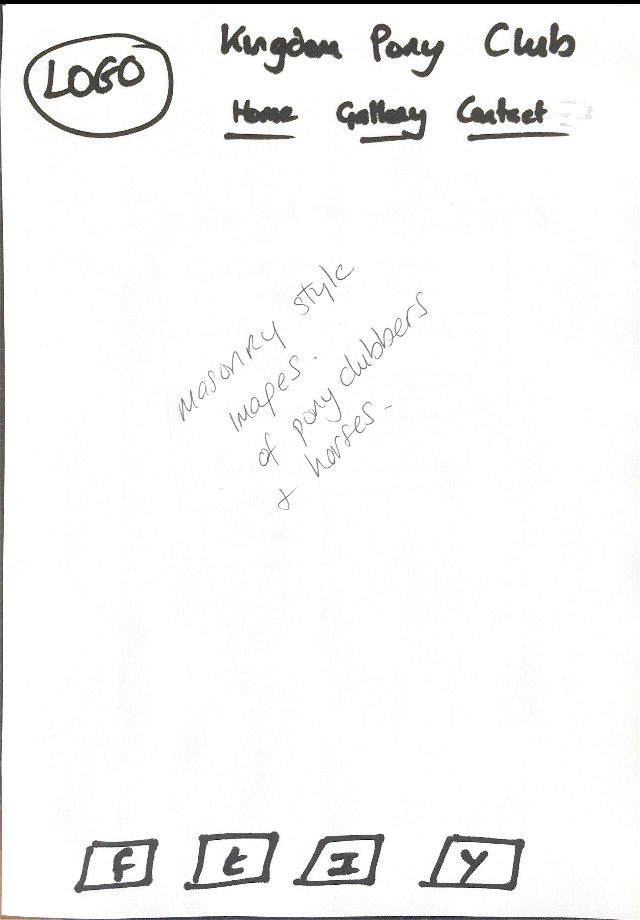 LOGO
Kingdom Pony Club
Home Gallery Contact
masonry style
images.
of pony clubbers
+ horses.
f t I Y